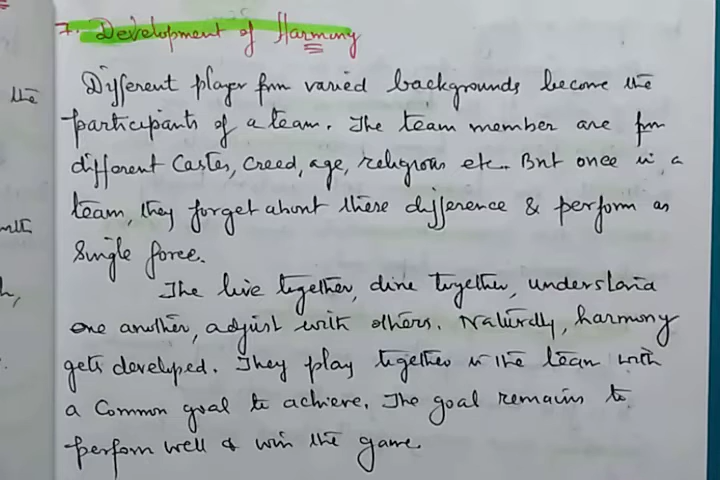 7. Development of Harmony
Different player from varied backgrounds become the
participants of a team. The team member are from
different Castes, Creed, age, religious etc. But once in a
team, they forget about these difference & perform as
Single force.
The live together, dine together, understand
one another, adjust with others. Naturally, harmony
gets developed. They play together in the team with
a Common goal to achieve. The goal remains to
perform well & win the game.
the